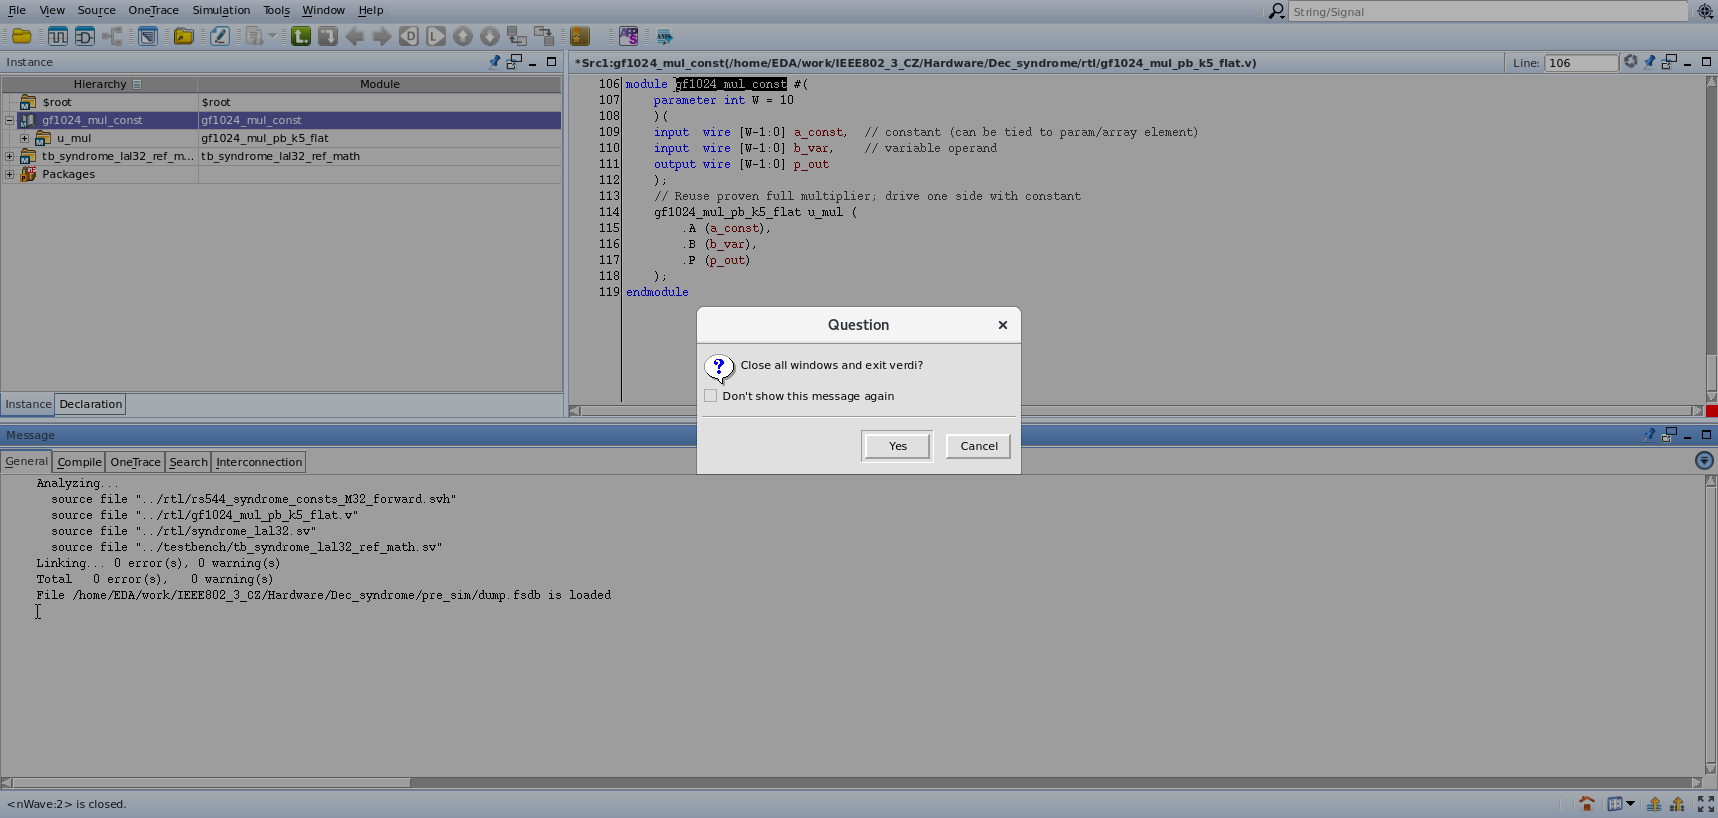 File View Source OneTrace Simulation Tools Window Help
String/Signal
Instance
Hierarchy Module
$root $root
gf1024_mul_const gf1024_mul_const
u_mul gf1024_mul_pb_k5_flat
tb_syndrome_lal32_ref_m... tb_syndrome_lal32_ref_math
Packages
Instance Declaration
*Src1:gf1024_mul_const(/home/EDA/work/IEEE802_3_CZ/Hardware/Dec_syndrome/rtl/gf1024_mul_pb_k5_flat.v)
Line: 106
106 module gf1024_mul_const #(
107 parameter int W = 10
108 )(
109 input wire [W-1:0] a_const, // constant (can be tied to param/array element)
110 input wire [W-1:0] b_var, // variable operand
111 output wire [W-1:0] p_out
112 );
113 // Reuse proven full multiplier; drive one side with constant
114 gf1024_mul_pb_k5_flat u_mul (
115 .A (a_const),
116 .B (b_var),
117 .P (p_out)
118 );
119 endmodule
Question
Close all windows and exit verdi?
Don't show this message again
Yes Cancel
Message
General Compile OneTrace Search Interconnection
Analyzing...
source file "../rtl/rs544_syndrome_consts_M32_forward.svh"
source file "../rtl/gf1024_mul_pb_k5_flat.v"
source file "../rtl/syndrome_lal32.sv"
source file "../testbench/tb_syndrome_lal32_ref_math.sv"
Linking... 0 error(s), 0 warning(s)
Total 0 error(s), 0 warning(s)
File /home/EDA/work/IEEE802_3_CZ/Hardware/Dec_syndrome/pre_sim/dump.fsdb is loaded
<nWave:2> is closed.